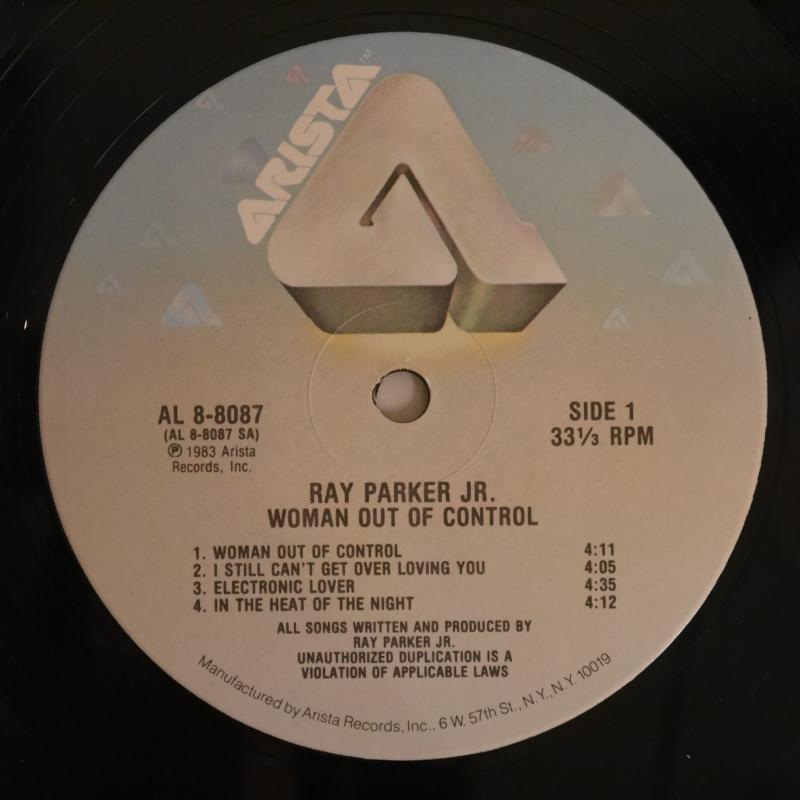 ARISTA™
AL 8-8087
(AL 8-8087 SA)
℗ 1983 Arista
Records, Inc.
SIDE 1
33⅓ RPM
RAY PARKER JR.
WOMAN OUT OF CONTROL
1. WOMAN OUT OF CONTROL 4:11
2. I STILL CAN'T GET OVER LOVING YOU 4:05
3. ELECTRONIC LOVER 4:35
4. IN THE HEAT OF THE NIGHT 4:12
ALL SONGS WRITTEN AND PRODUCED BY
RAY PARKER JR.
UNAUTHORIZED DUPLICATION IS A
VIOLATION OF APPLICABLE LAWS
Manufactured by Arista Records, Inc., 6 W. 57th St., N.Y., N.Y. 10019